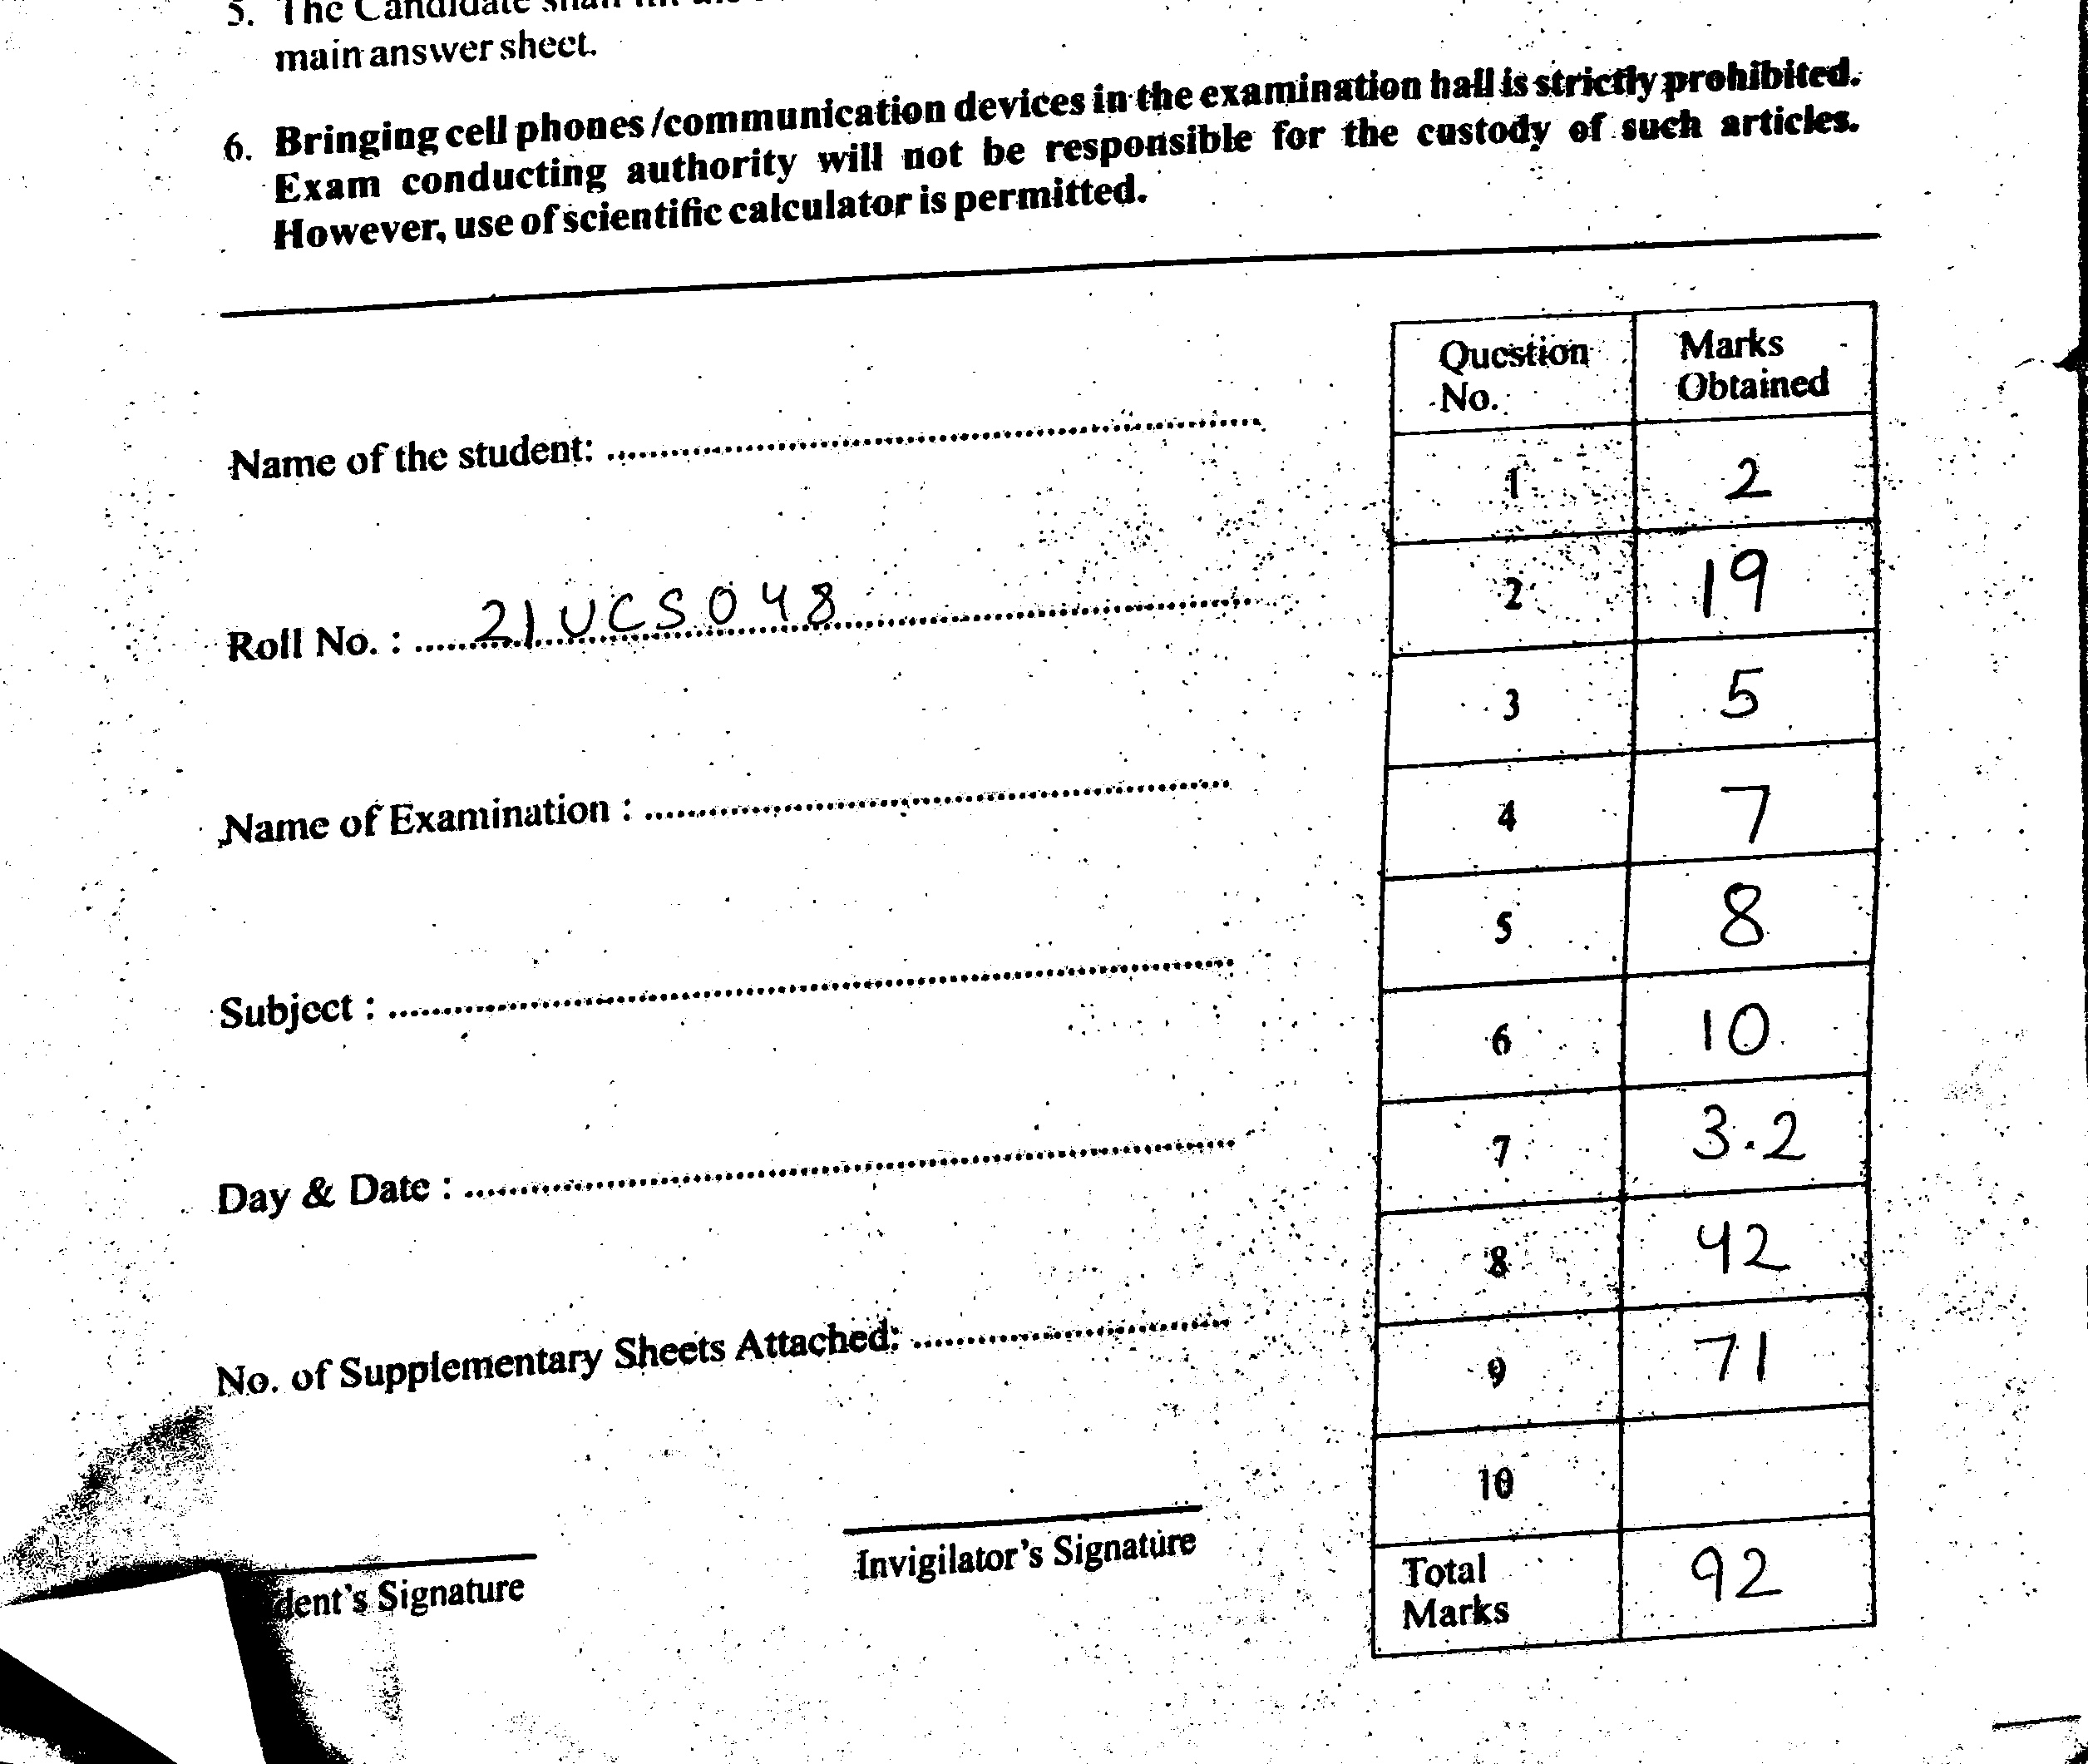 5. The Candidate
main answer sheet.
6. Bringing cell phones /communication devices in the examination hall is strictly prohibited.
Exam conducting authority will not be responsible for the custody of such articles.
However, use of scientific calculator is permitted.
Question No. Marks Obtained
Name of the student:
1 2
2 19
Roll No. : 21UCS048
3 5
4 7
Name of Examination :
5 8
Subject :
6 10
7 3.2
Day & Date :
8 42
No. of Supplementary Sheets Attached:
9 71
10
dent's Signature
Invigilator's Signature
Total Marks 92